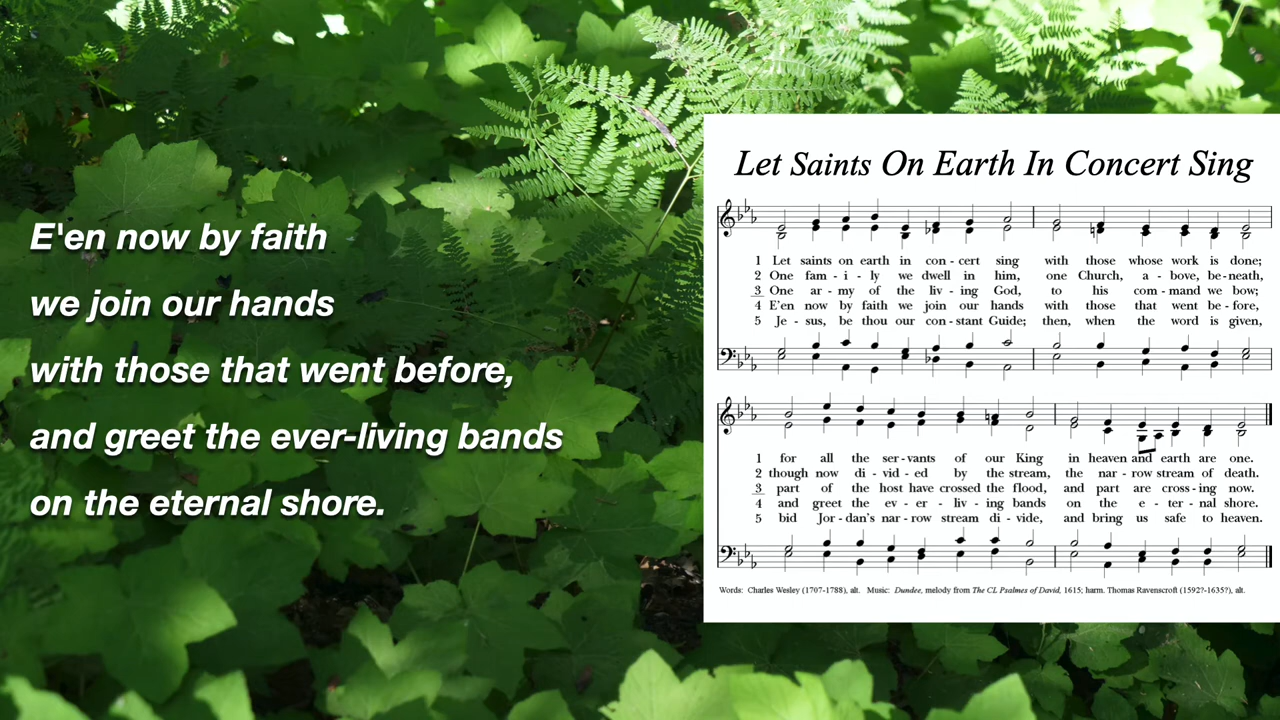 E'en now by faith
we join our hands
with those that went before,
and greet the ever-living bands
on the eternal shore.
Let Saints On Earth In Concert Sing
1 Let saints on earth in con - cert sing with those whose work is done;
2 One fam - i - ly we dwell in him, one Church, a - bove, be - neath,
3 One ar - my of the liv - ing God, to his com - mand we bow;
4 E'en now by faith we join our hands with those that went be - fore,
5 Je - sus, be thou our con - stant Guide; then, when the word is given,
1 for all the ser - vants of our King in heaven and earth are one.
2 though now di - vid - ed by the stream, the nar - row stream of death.
3 part of the host have crossed the flood, and part are cross - ing now.
4 and greet the ev - er - liv - ing bands on the e - ter - nal shore.
5 bid Jor - dan's nar - row stream di - vide, and bring us safe to heaven.
Words: Charles Wesley (1707-1788), alt. Music: Dundee, melody from The CL Psalmes of David, 1615; harm. Thomas Ravenscroft (1592?-1635?), alt.